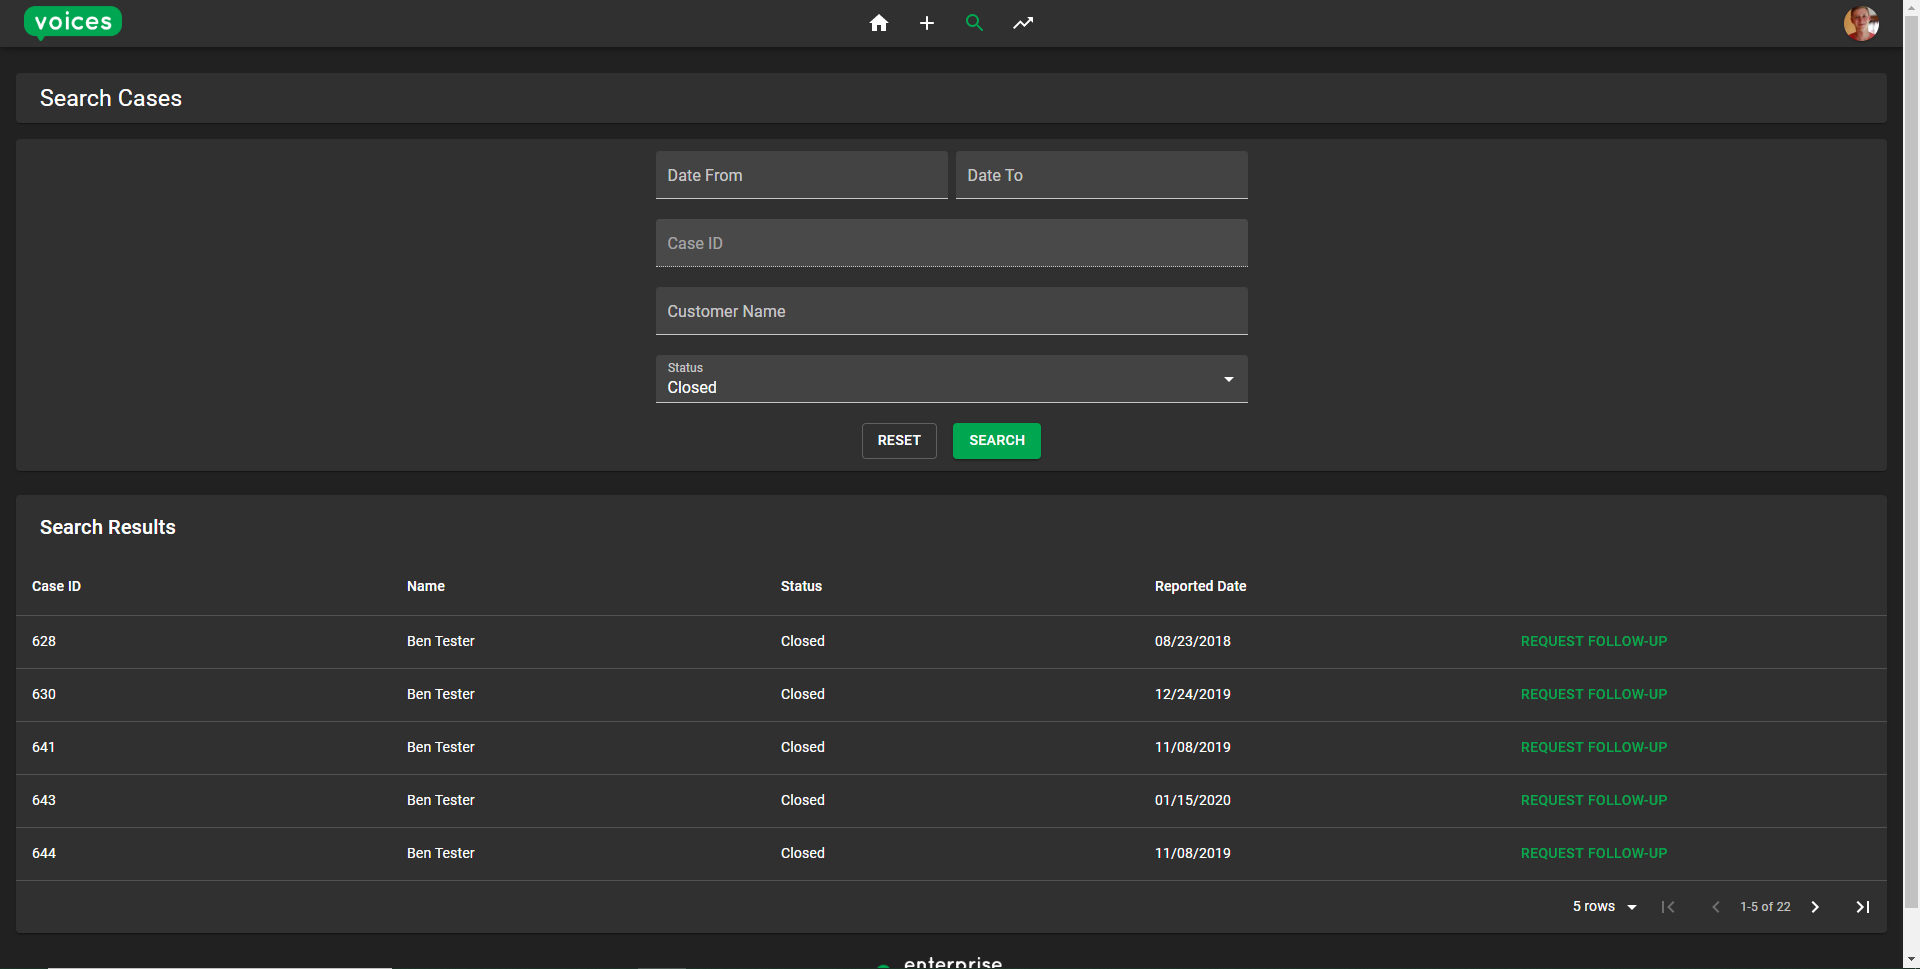 voices
Search Cases
Date From Date To
Case ID
Customer Name
Status
Closed
RESET SEARCH
Search Results
Case ID Name Status Reported Date
628 Ben Tester Closed 08/23/2018 REQUEST FOLLOW-UP
630 Ben Tester Closed 12/24/2019 REQUEST FOLLOW-UP
641 Ben Tester Closed 11/08/2019 REQUEST FOLLOW-UP
643 Ben Tester Closed 01/15/2020 REQUEST FOLLOW-UP
644 Ben Tester Closed 11/08/2019 REQUEST FOLLOW-UP
5 rows 1-5 of 22
enterprise